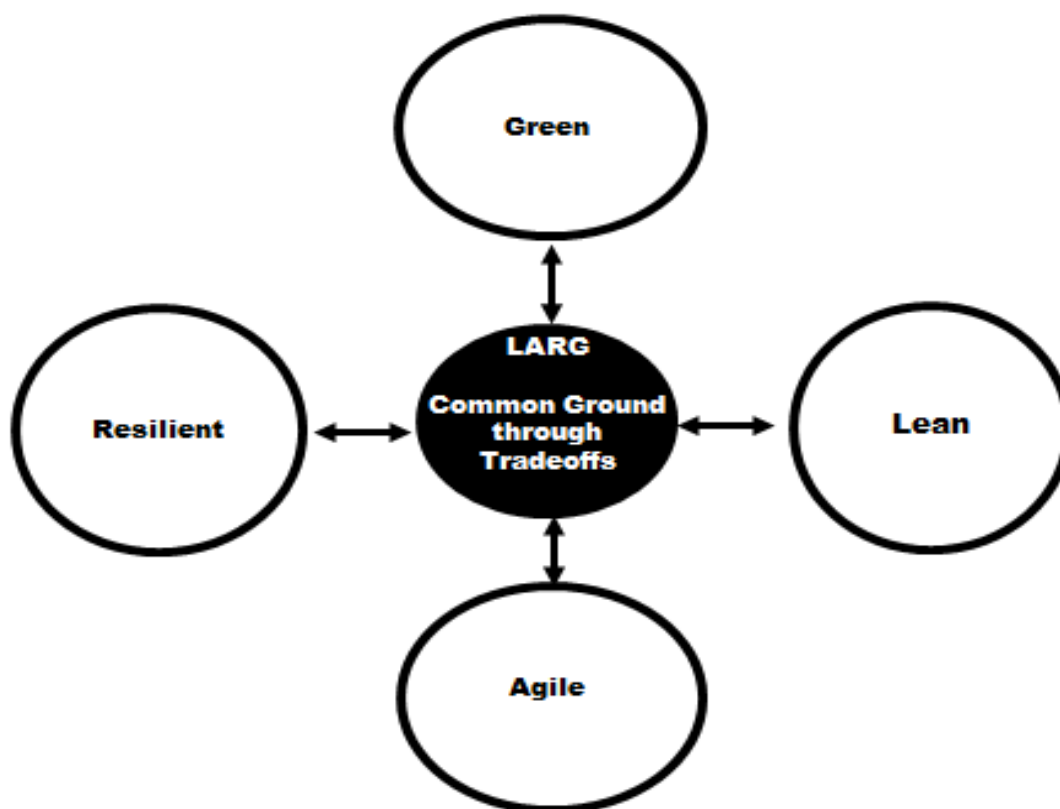 Green
LARG
Common Ground
through
Tradeoffs
Resilient
Lean
Agile